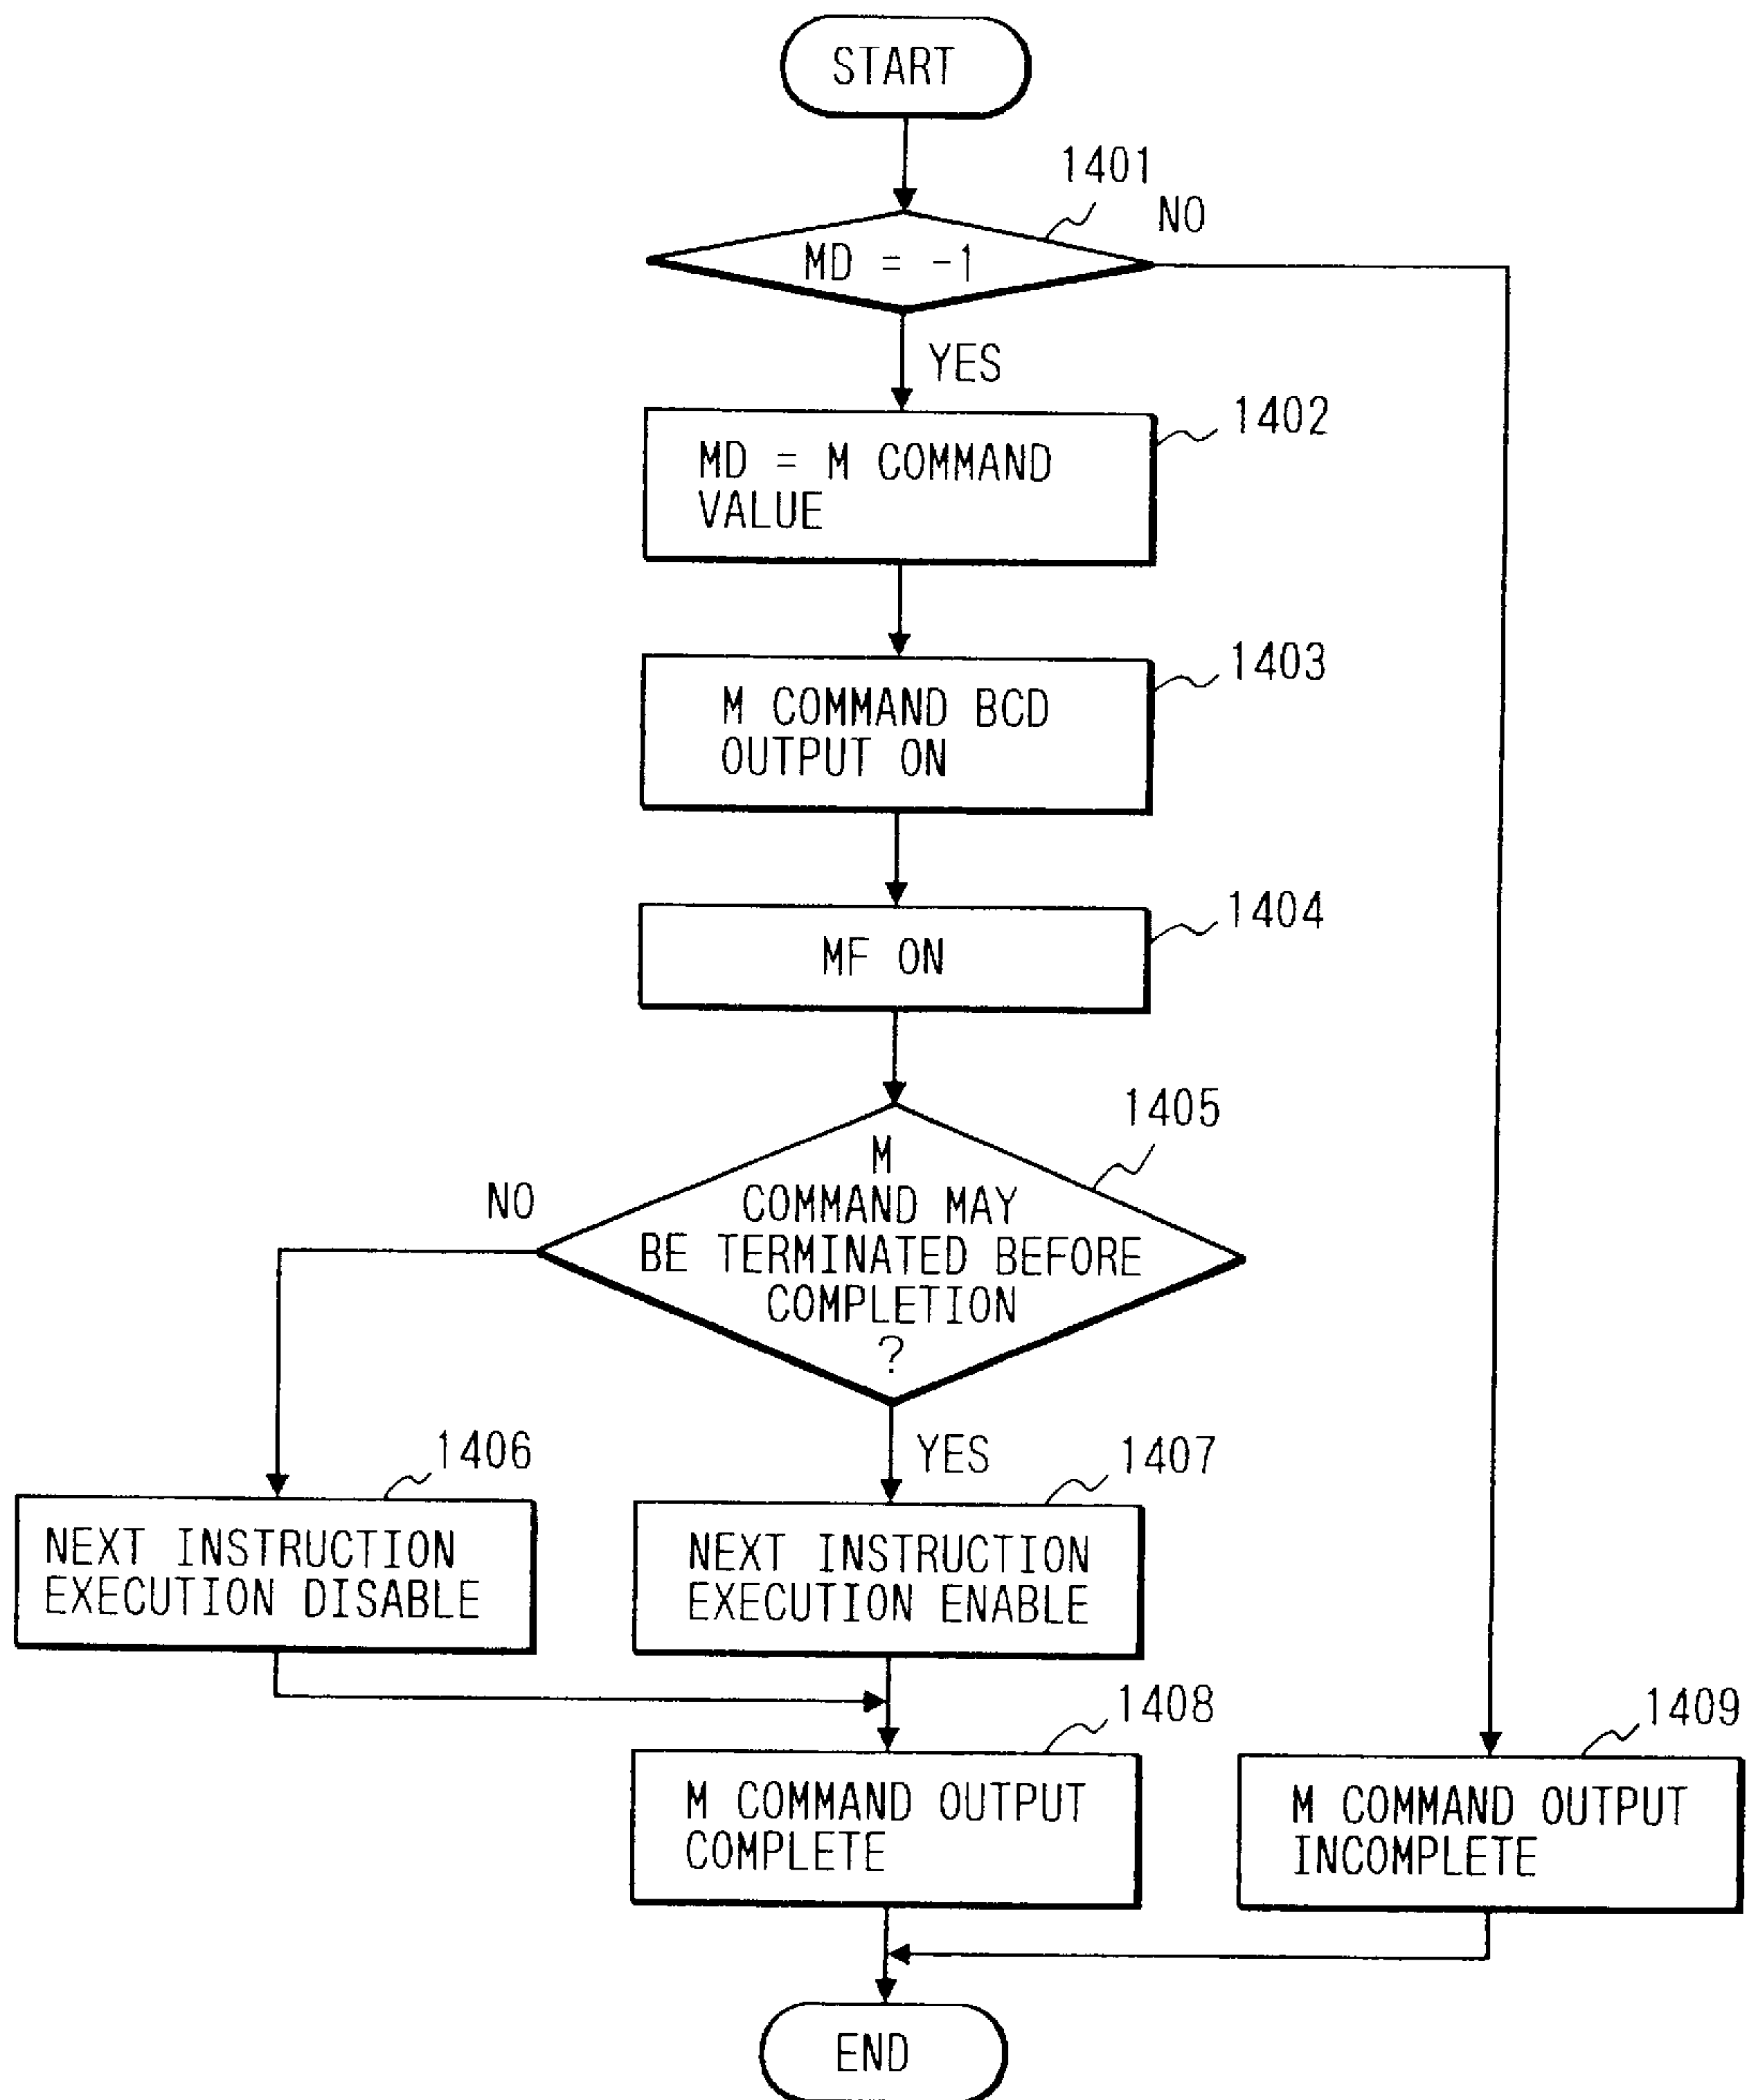 START
1401
NO
MD = -1
YES
1402
MD = M COMMAND
VALUE
1403
M COMMAND BCD
OUTPUT ON
1404
MF ON
1405
M
COMMAND MAY
BE TERMINATED BEFORE
COMPLETION
?
NO
YES
1406
NEXT INSTRUCTION
EXECUTION DISABLE
1407
NEXT INSTRUCTION
EXECUTION ENABLE
1408
M COMMAND OUTPUT
COMPLETE
1409
M COMMAND OUTPUT
INCOMPLETE
END